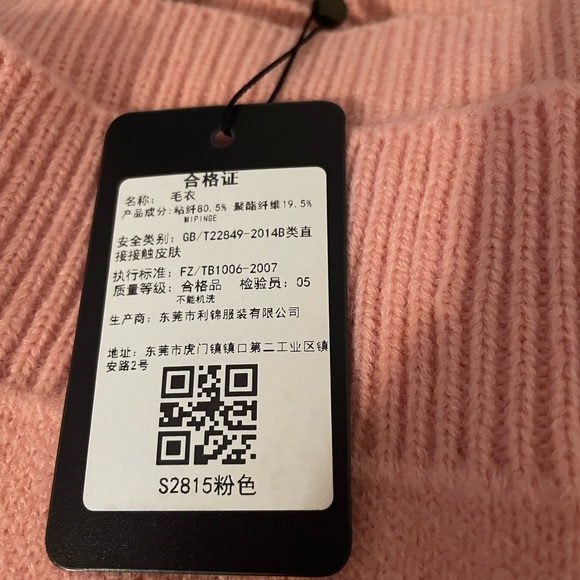 合格证
名称： 毛衣
产品成分：粘纤80.5% 聚酯纤维19.5%
MIPINGE
安全类别：GB/T22849-2014B类直
接接触皮肤
执行标准：FZ/TB1006-2007
质量等级：合格品 检验员：05
不能机洗
生产商：东莞市利锦服装有限公司
地址：东莞市虎门镇镇口第二工业区镇
安路2号
S2815粉色